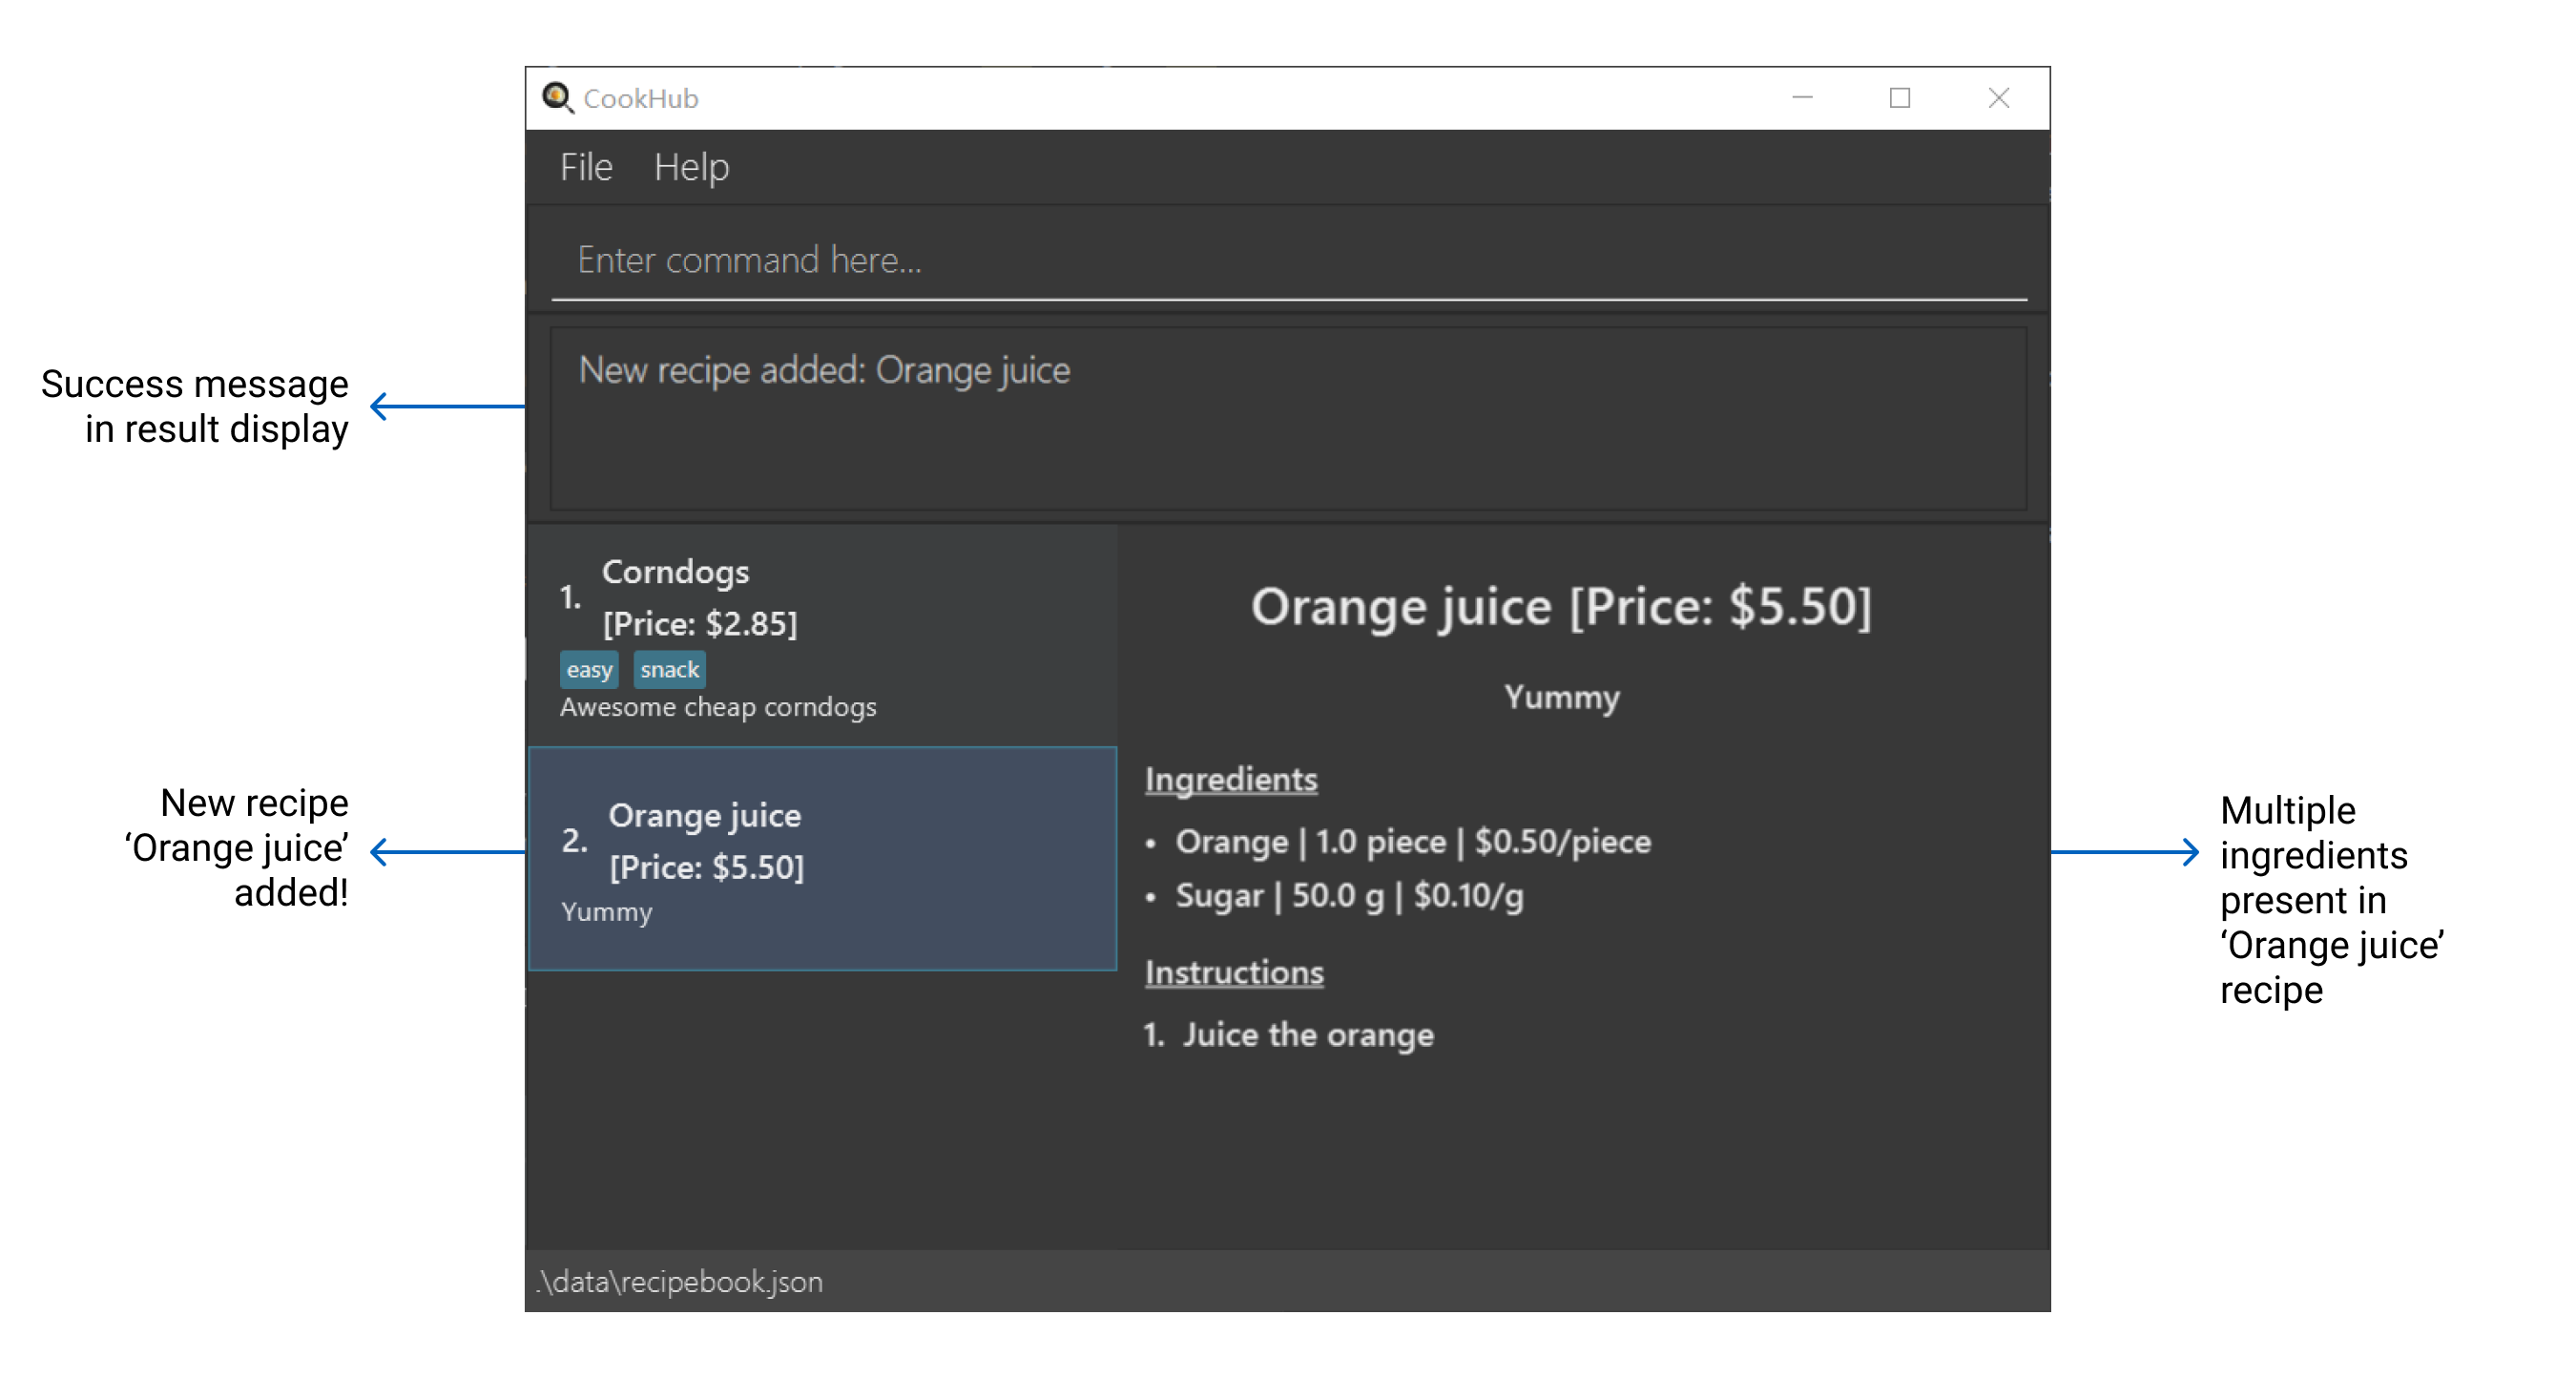 CookHub
File Help
Enter command here...
Success message
in result display
New recipe added: Orange juice
1. Corndogs
[Price: $2.85]
easy snack
Awesome cheap corndogs
New recipe
‘Orange juice’
added!
2. Orange juice
[Price: $5.50]
Yummy
Orange juice [Price: $5.50]
Yummy
Ingredients
• Orange | 1.0 piece | $0.50/piece
• Sugar | 50.0 g | $0.10/g
Instructions
1. Juice the orange
Multiple
ingredients
present in
‘Orange juice’
recipe
.\data\recipebook.json